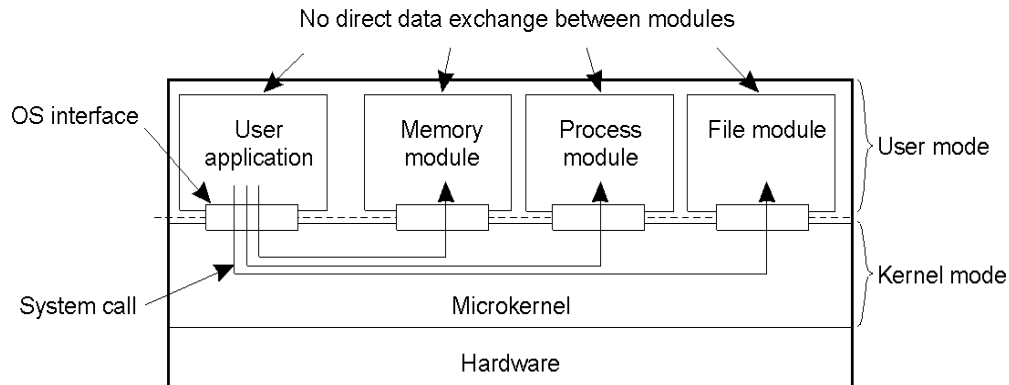 No direct data exchange between modules
OS interface
User
application
Memory
module
Process
module
File module
User mode
System call
Microkernel
Kernel mode
Hardware